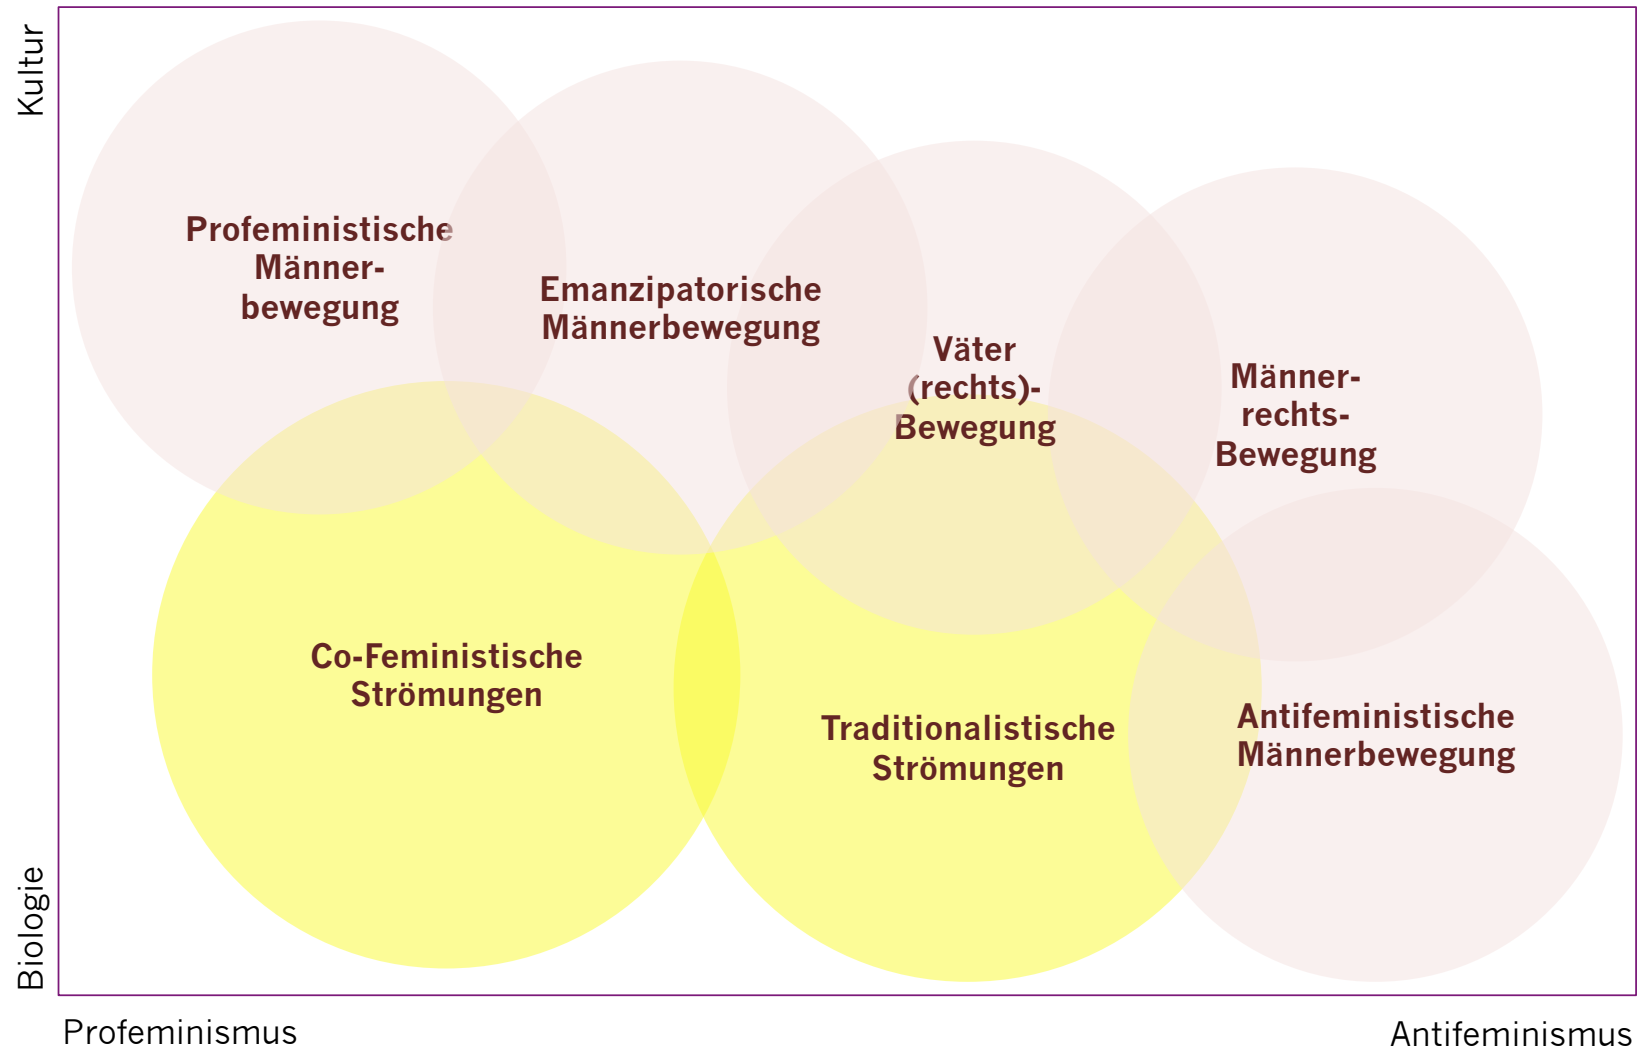 Kultur
Profeministische
Männer-
bewegung
Emanzipatorische
Männerbewegung
Väter
(rechts)-
Bewegung
Männer-
rechts-
Bewegung
Co-Feministische
Strömungen
Traditionalistische
Strömungen
Antifeministische
Männerbewegung
Biologie
Profeminismus
Antifeminismus